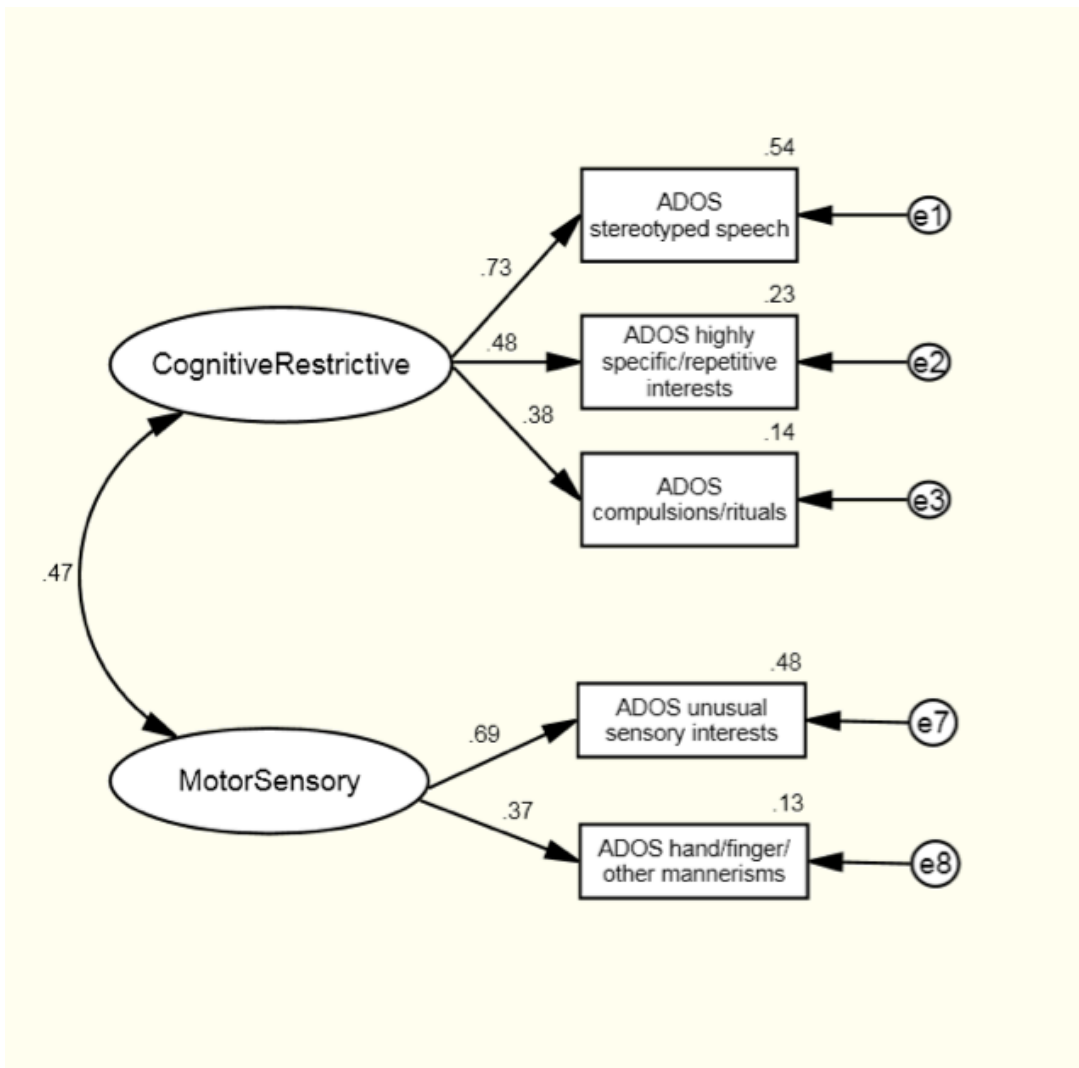 .54
ADOS
stereotyped speech
e1
.73
.23
ADOS highly
specific/repetitive
interests
e2
.48
CognitiveRestrictive
.38
.14
ADOS
compulsions/rituals
e3
.47
.48
ADOS unusual
sensory interests
e7
.69
MotorSensory
.37
.13
ADOS hand/finger/
other mannerisms
e8